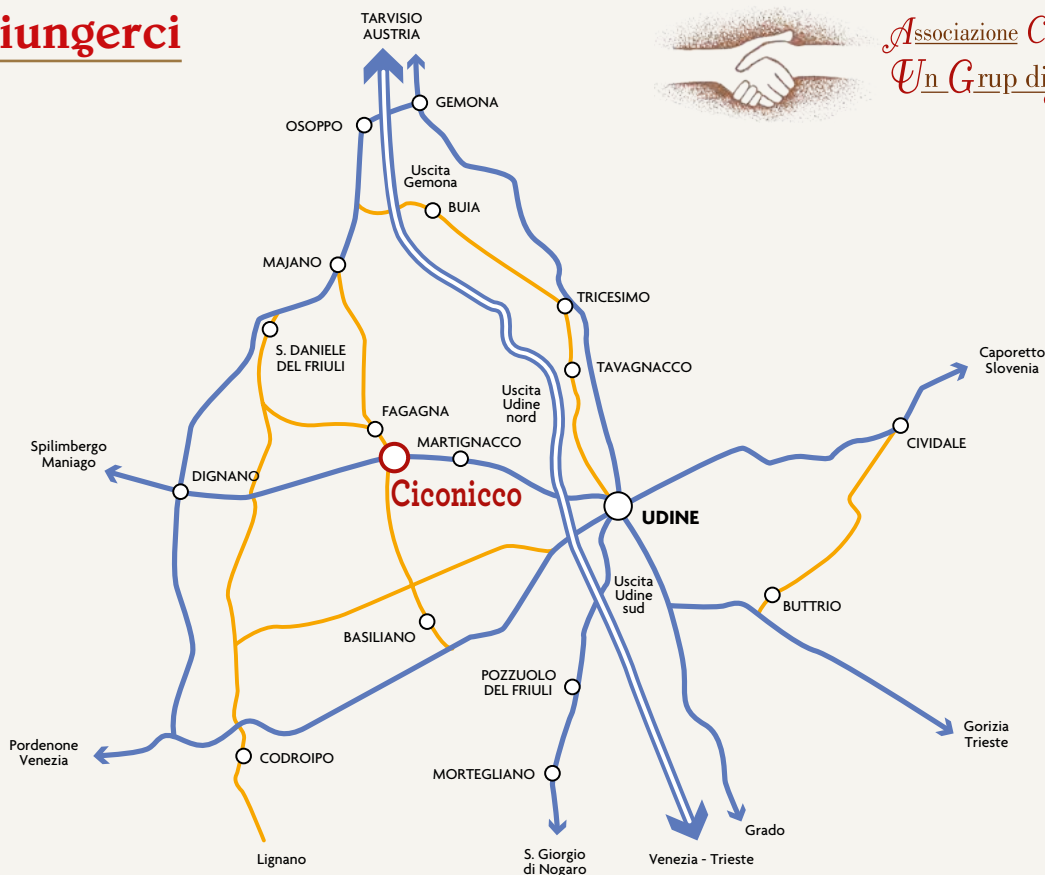 iungerci
Associazione C
Un Grup di
TARVISIO
AUSTRIA
GEMONA
OSOPPO
Uscita
Gemona
BUIA
MAJANO
TRICESIMO
S. DANIELE
DEL FRIULI
TAVAGNACCO
Caporetto
Slovenia
Uscita
Udine
nord
FAGAGNA
MARTIGNACCO
CIVIDALE
Spilimbergo
Maniago
DIGNANO
Ciconicco
UDINE
Uscita
Udine
sud
BUTTRIO
BASILIANO
POZZUOLO
DEL FRIULI
Gorizia
Trieste
Pordenone
Venezia
CODROIPO
MORTEGLIANO
Grado
Lignano
S. Giorgio
di Nogaro
Venezia - Trieste